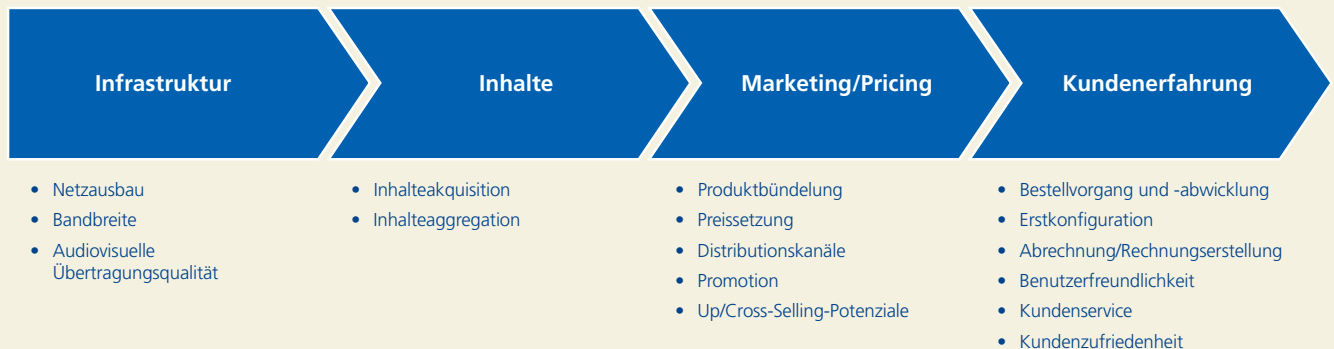 Infrastruktur
Inhalte
Marketing/Pricing
Kundenerfahrung
• Netzausbau
• Bandbreite
• Audiovisuelle
Übertragungsqualität
• Inhalteakquisition
• Inhalteaggregation
• Produktbündelung
• Preissetzung
• Distributionskanäle
• Promotion
• Up/Cross-Selling-Potenziale
• Bestellvorgang und -abwicklung
• Erstkonfiguration
• Abrechnung/Rechnungserstellung
• Benutzerfreundlichkeit
• Kundenservice
• Kundenzufriedenheit